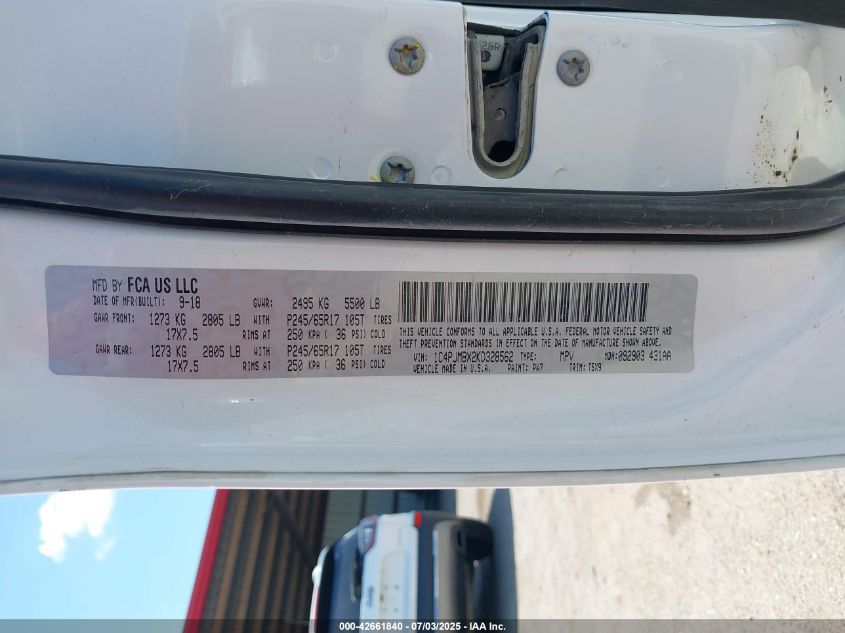 MFD BY FCA US LLC
DATE OF MFR(BUILT): 9-18 GVWR: 2495 KG 5500 LB
GAWR FRONT: 1273 KG 2805 LB WITH P245/65R17 105T TIRES
17X7.5 RIMS AT 250 KPA ( 36 PSI) COLD
GAWR REAR: 1273 KG 2805 LB WITH P245/65R17 105T TIRES
17X7.5 RIMS AT 250 KPA ( 36 PSI) COLD
THIS VEHICLE CONFORMS TO ALL APPLICABLE U.S.A. FEDERAL MOTOR VEHICLE SAFETY AND
THEFT PREVENTION STANDARDS IN EFFECT ON THE DATE OF MANUFACTURE SHOWN ABOVE.
VIN: 1C4PJMBX2KD328562 TYPE: MPV MDH: 092903 431AA
VEHICLE MADE IN U.S.A. PAINT: PW7 TRIM: T5X9
Jeep
000-42661840 07/03/2025 - IAA Inc.